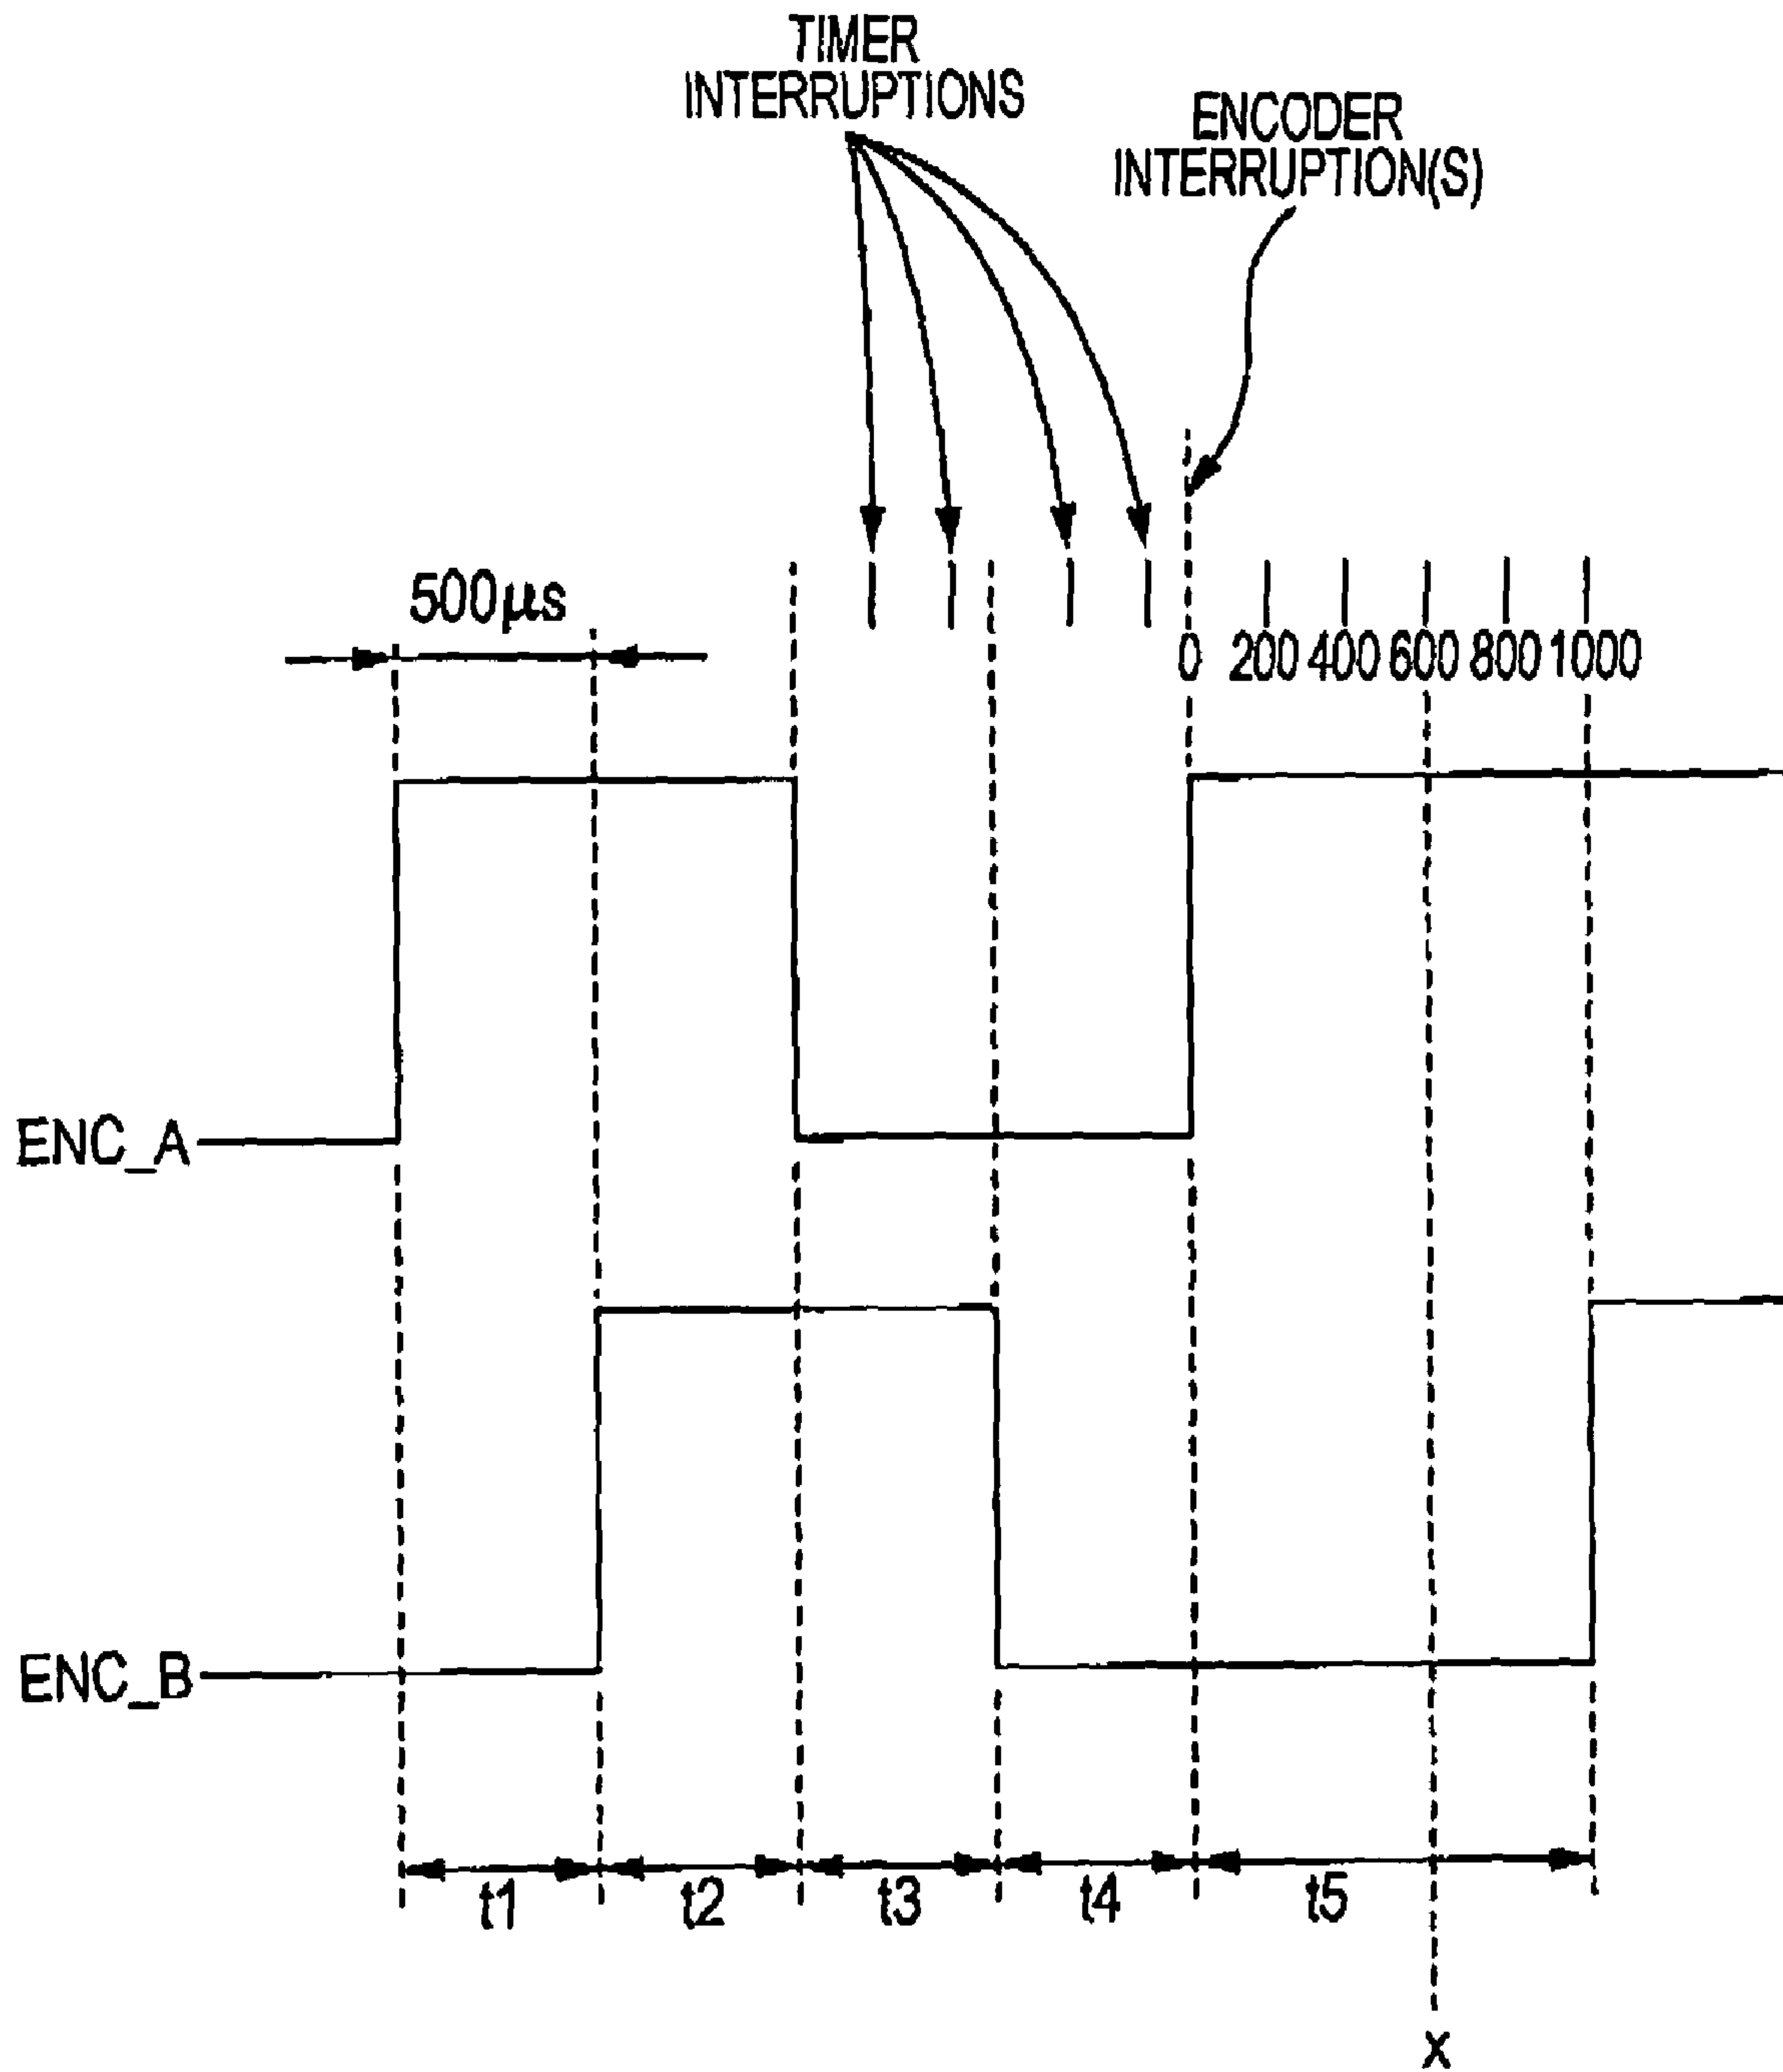 TIMER
INTERRUPTIONS
ENCODER
INTERRUPTION(S)
500μs
0 200 400 600 800 1000
ENC_A
ENC_B
t1 t2 t3 t4 t5
x